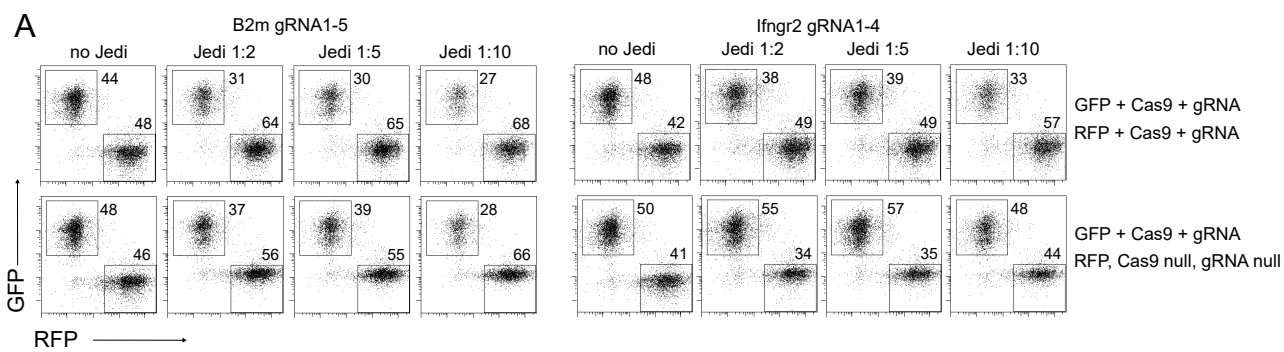 A
B2m gRNA1-5
Ifngr2 gRNA1-4
no Jedi Jedi 1:2 Jedi 1:5 Jedi 1:10
no Jedi Jedi 1:2 Jedi 1:5 Jedi 1:10
44 31 30 27
48 64 65 68
48 38 39 33
42 49 49 57
GFP + Cas9 + gRNA
RFP + Cas9 + gRNA
48 37 39 28
46 56 55 66
50 55 57 48
41 34 35 44
GFP + Cas9 + gRNA
RFP, Cas9 null, gRNA null
GFP
RFP